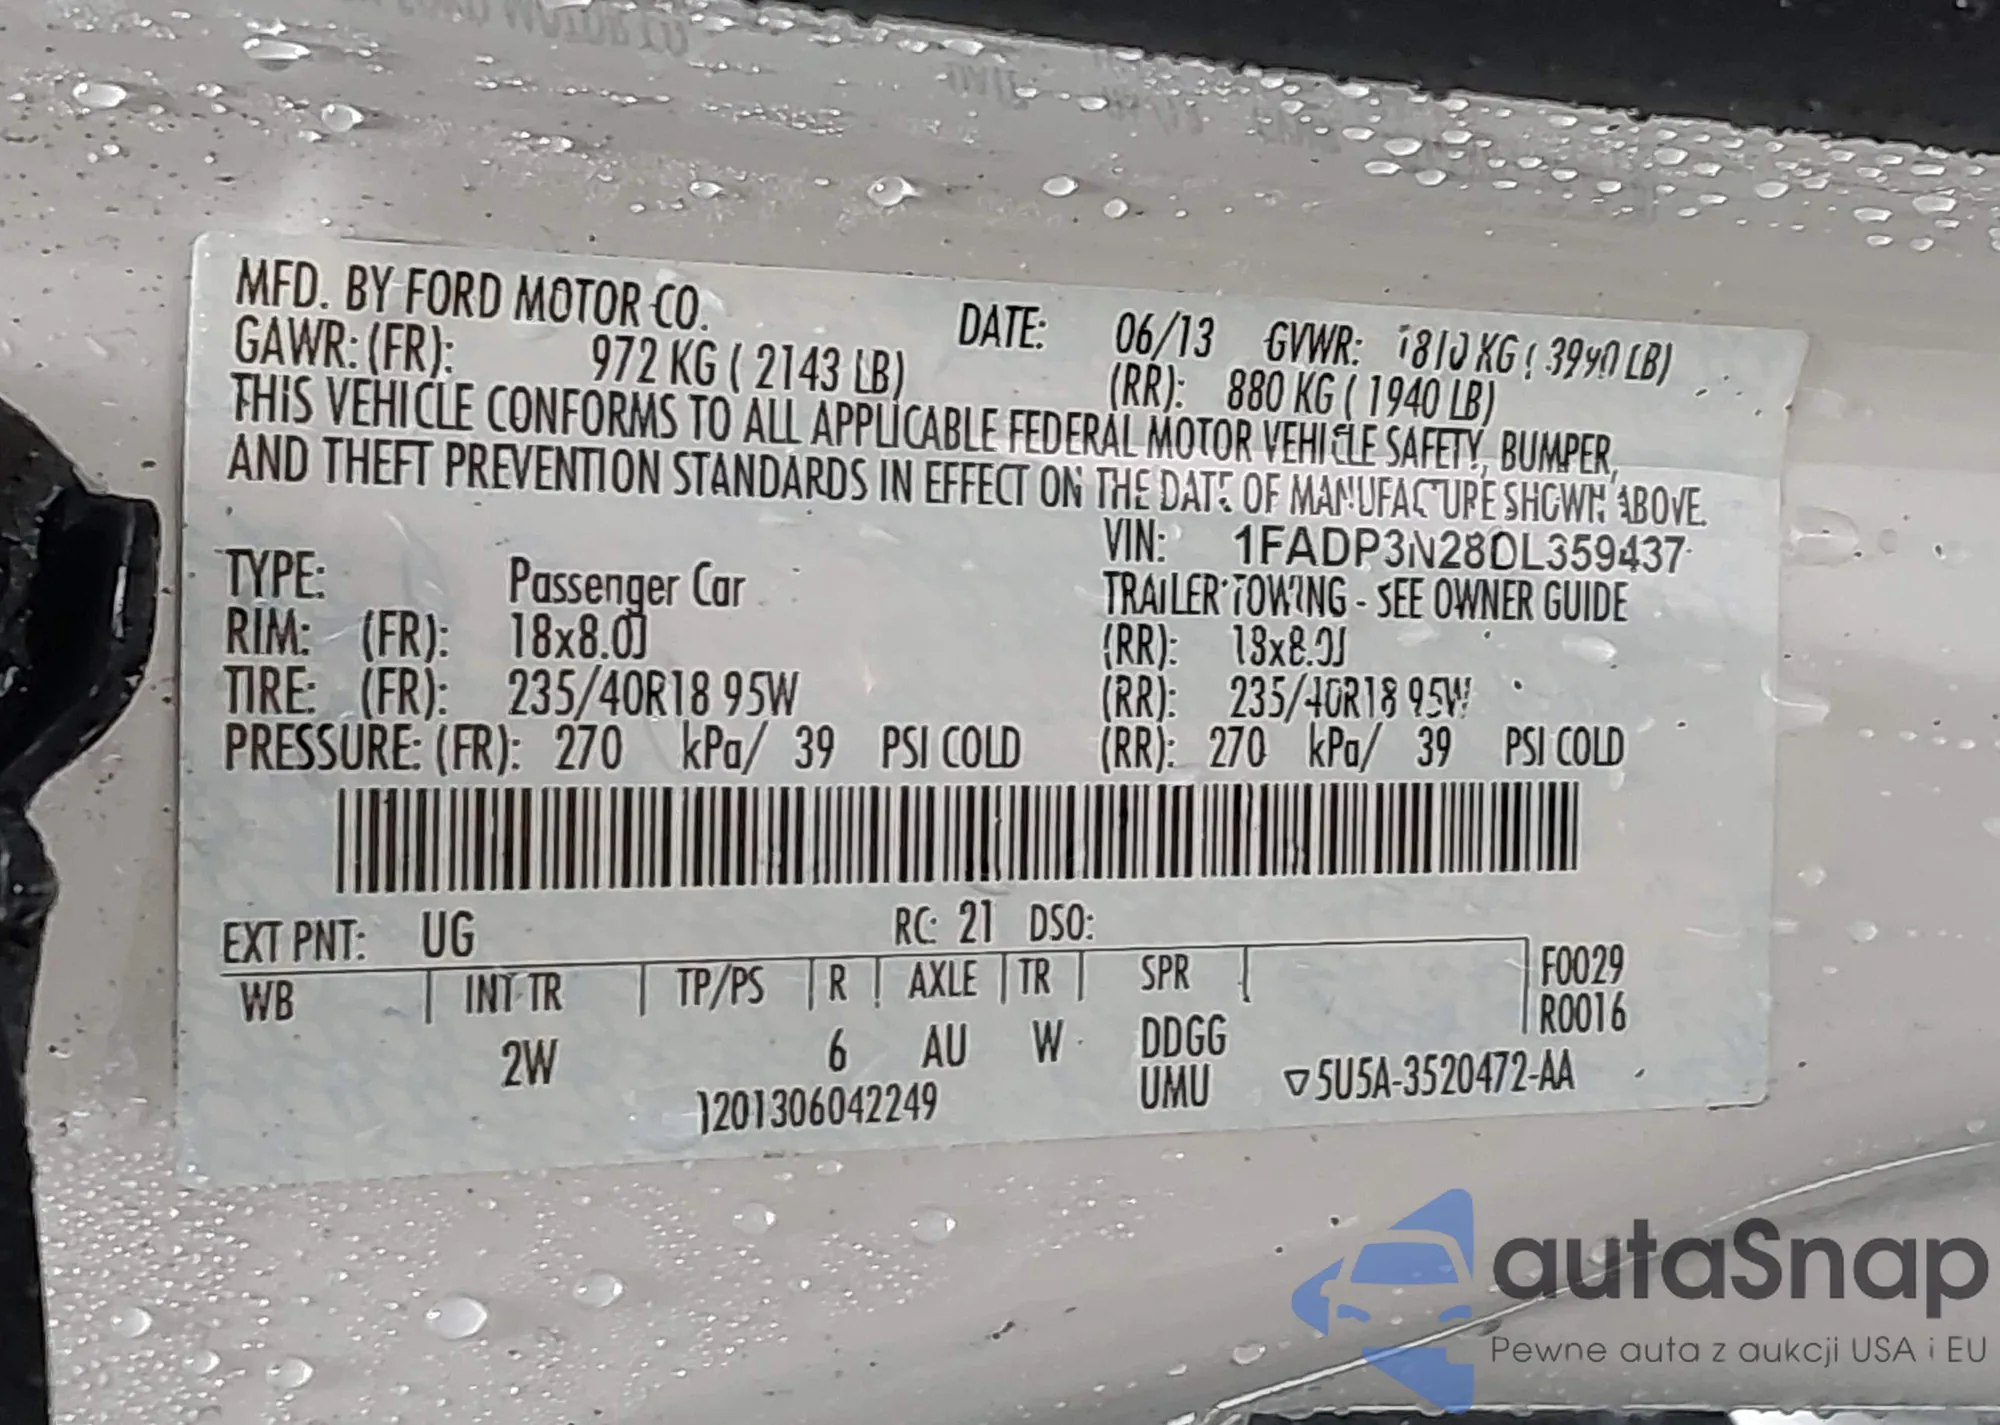 MFD. BY FORD MOTOR CO.
DATE: 06/13 GVWR: 1810 KG ( 3990 LB)
GAWR: (FR): 972 KG ( 2143 LB) (RR): 880 KG ( 1940 LB)
THIS VEHICLE CONFORMS TO ALL APPLICABLE FEDERAL MOTOR VEHICLE SAFETY, BUMPER,
AND THEFT PREVENTION STANDARDS IN EFFECT ON THE DATE OF MANUFACTURE SHOWN ABOVE.
VIN: 1FADP3N28DL359437
TYPE: Passenger Car TRAILER TOWING - SEE OWNER GUIDE
RIM: (FR): 18x8.0J (RR): 18x8.0J
TIRE: (FR): 235/40R18 95W (RR): 235/40R18 95W
PRESSURE: (FR): 270 kPa/ 39 PSI COLD (RR): 270 kPa/ 39 PSI COLD
EXT PNT: UG RC: 21 DSO:
WB INT TR TP/PS R AXLE TR SPR F0029
R0016
2W 6 AU W DDGG
UMU ▽5U5A-3520472-AA
1201306042249
autaSnap
Pewne auta z aukcji USA i EU